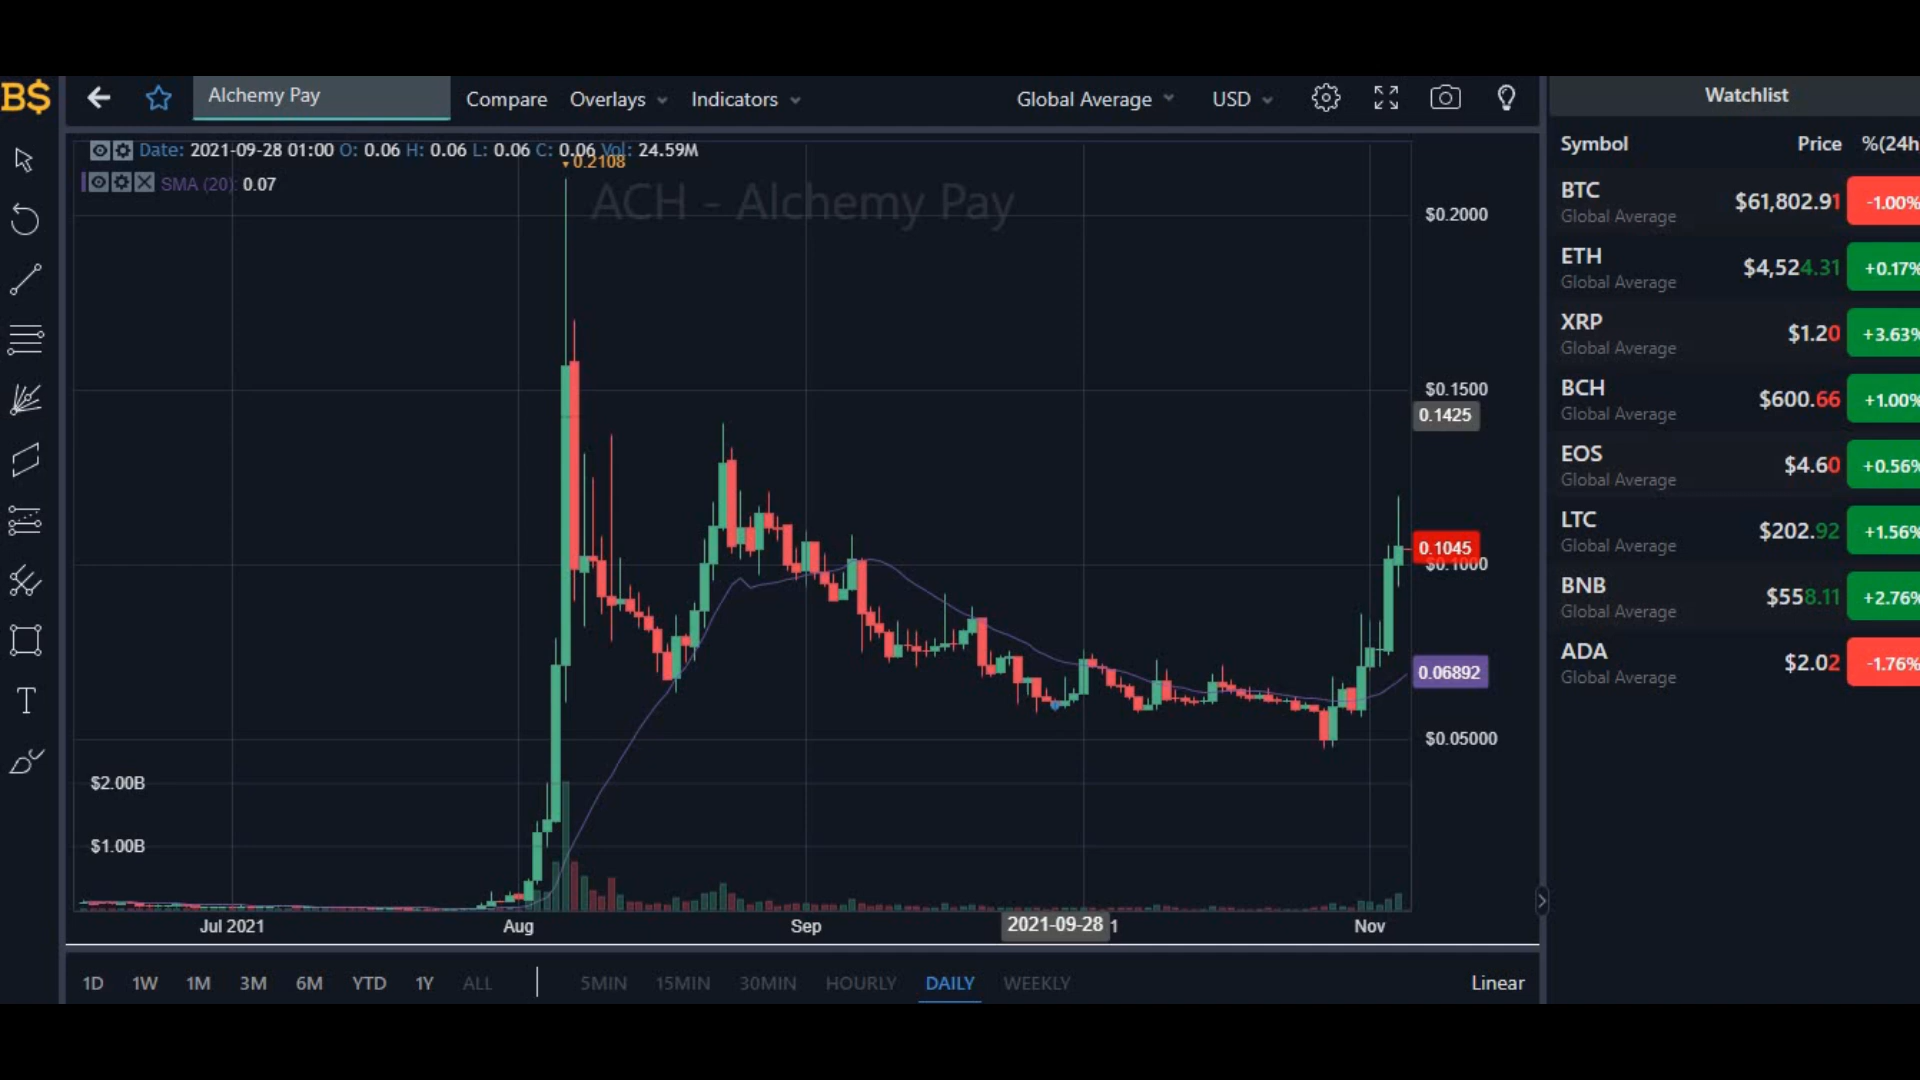 B$
Alchemy Pay
Compare
Overlays
Indicators
Global Average
USD
Watchlist
Date: 2021-09-28 01:00 O: 0.06 H: 0.06 L: 0.06 C: 0.06 Vol: 24.59M
0.2108
SMA (20): 0.07
ACH - Alchemy Pay
$0.2000
$0.1500
0.1425
0.1045
$0.1000
0.06892
$0.05000
$2.00B
$1.00B
Jul 2021
Aug
Sep
2021-09-28
1
Nov
1D 1W 1M 3M 6M YTD 1Y ALL
5MIN 15MIN 30MIN HOURLY DAILY WEEKLY
Linear
Symbol Price %(24h
BTC $61,802.91 -1.00%
Global Average
ETH $4,524.31 +0.17%
Global Average
XRP $1.20 +3.63%
Global Average
BCH $600.66 +1.00%
Global Average
EOS $4.60 +0.56%
Global Average
LTC $202.92 +1.56%
Global Average
BNB $558.11 +2.76%
Global Average
ADA $2.02 -1.76%
Global Average
T